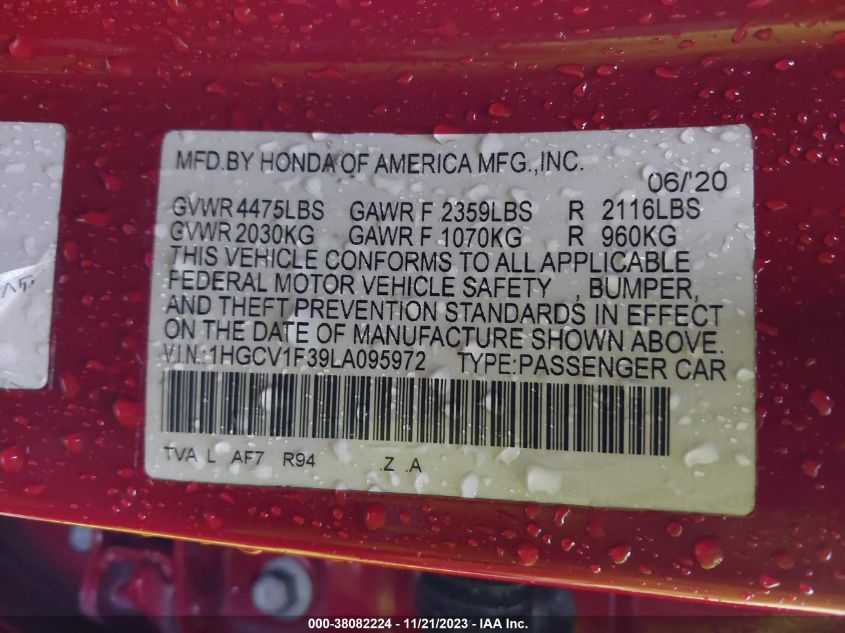 MFD.BY HONDA OF AMERICA MFG.,INC.
06/'20
GVWR 4475LBS GAWR F 2359LBS R 2116LBS
GVWR 2030KG GAWR F 1070KG R 960KG
THIS VEHICLE CONFORMS TO ALL APPLICABLE
FEDERAL MOTOR VEHICLE SAFETY , BUMPER,
AND THEFT PREVENTION STANDARDS IN EFFECT
ON THE DATE OF MANUFACTURE SHOWN ABOVE.
VIN:1HGCV1F39LA095972 TYPE:PASSENGER CAR
TVA L AF7 R94 .Z .A
000-38082224 - 11/21/2023 - IAA Inc.